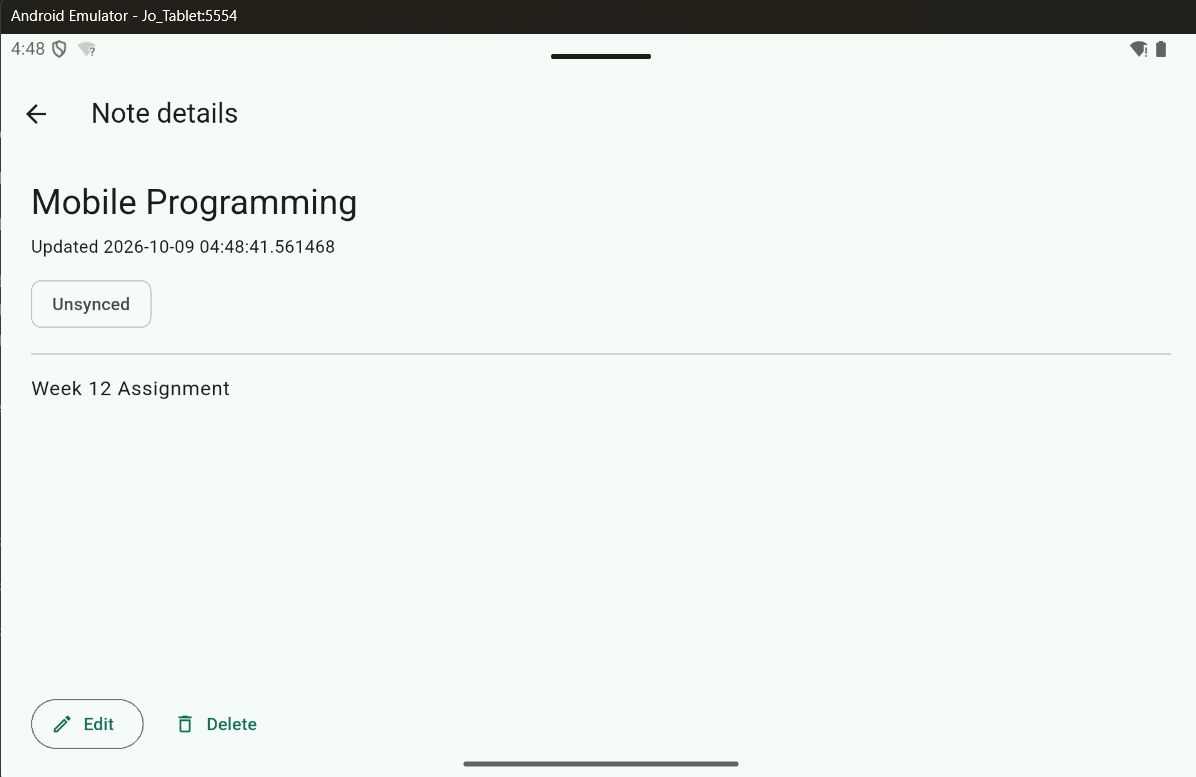 Android Emulator - Jo_Tablet:5554
4:48
Note details
Mobile Programming
Updated 2026-10-09 04:48:41.561468
Unsynced
Week 12 Assignment
Edit
Delete